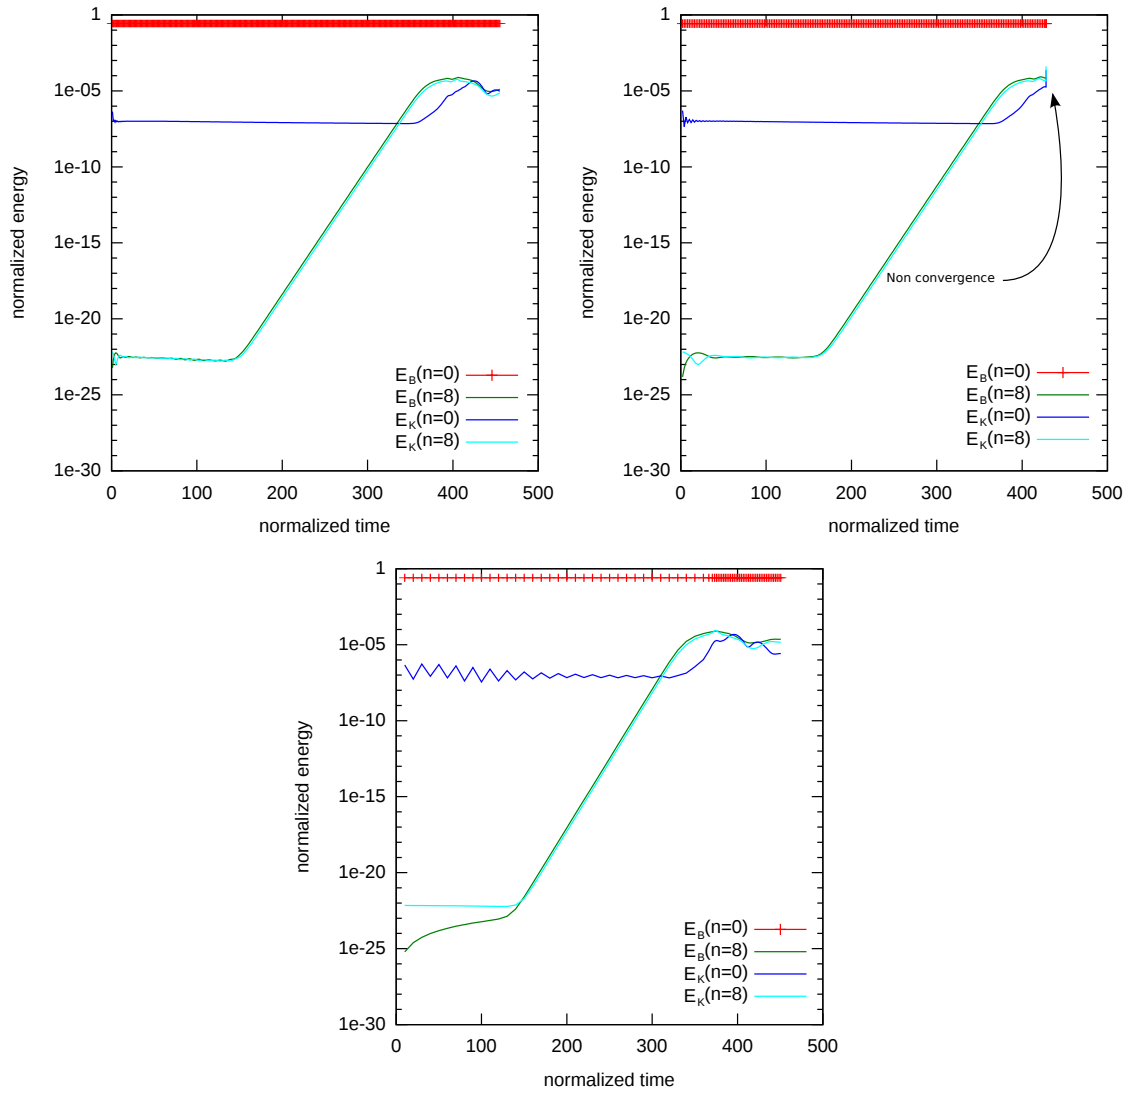 1
1e-05
1e-10
1e-15
1e-20
1e-25
1e-30
0
100
200
300
400
500
normalized energy
normalized time
E_B(n=0)
E_B(n=8)
E_K(n=0)
E_K(n=8)
1
1e-05
1e-10
1e-15
1e-20
1e-25
1e-30
0
100
200
300
400
500
normalized energy
normalized time
Non convergence
E_B(n=0)
E_B(n=8)
E_K(n=0)
E_K(n=8)
1
1e-05
1e-10
1e-15
1e-20
1e-25
1e-30
0
100
200
300
400
500
normalized energy
normalized time
E_B(n=0)
E_B(n=8)
E_K(n=0)
E_K(n=8)